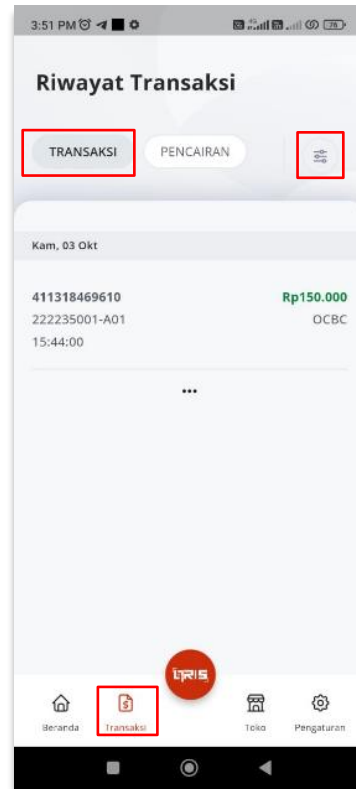 3:51 PM
Riwayat Transaksi
TRANSAKSI PENCAIRAN
Kam, 03 Okt
411318469610 Rp150.000
222235001-A01 OCBC
15:44:00
...
QRIS
Beranda Transaksi Toko Pengaturan